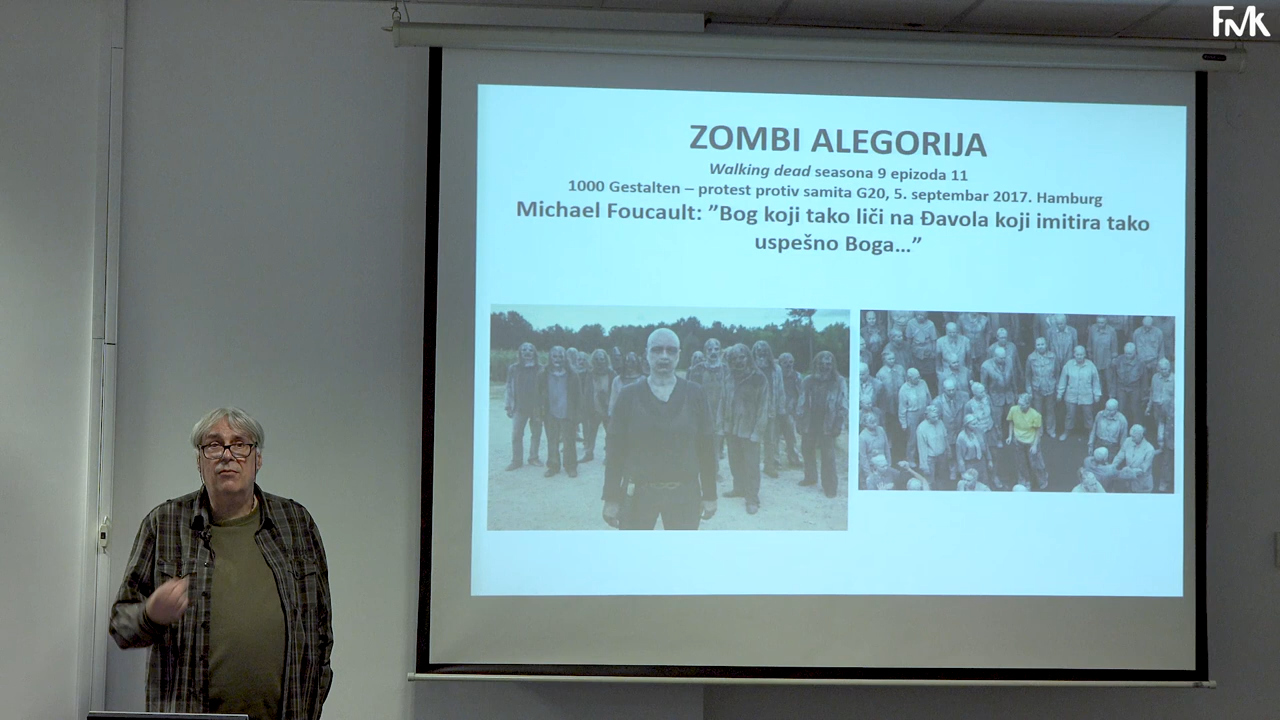 FMK
ZOMBI ALEGORIJA
Walking dead seasona 9 epizoda 11
1000 Gestalten – protest protiv samita G20, 5. septembar 2017. Hamburg
Michael Foucault: ”Bog koji tako liči na Đavola koji imitira tako
uspešno Boga...”